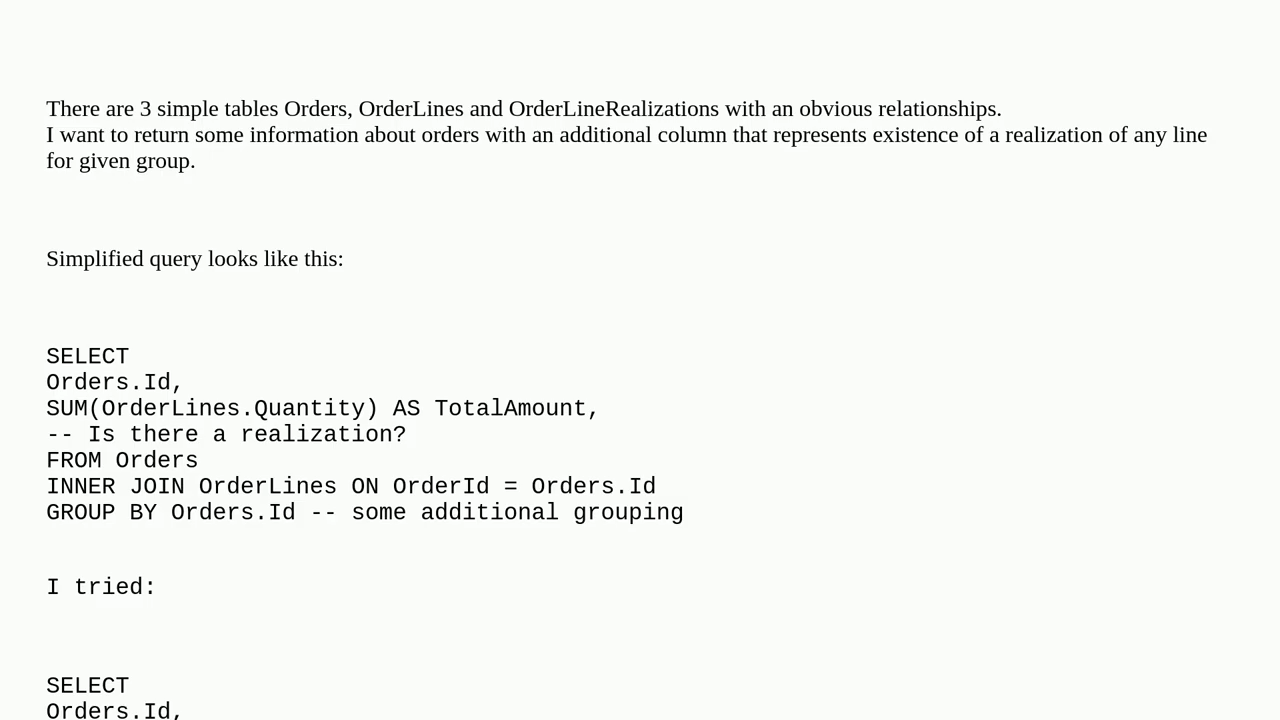 There are 3 simple tables Orders, OrderLines and OrderLineRealizations with an obvious relationships.
I want to return some information about orders with an additional column that represents existence of a realization of any line
for given group.
Simplified query looks like this:
SELECT
Orders.Id,
SUM(OrderLines.Quantity) AS TotalAmount,
-- Is there a realization?
FROM Orders
INNER JOIN OrderLines ON OrderId = Orders.Id
GROUP BY Orders.Id -- some additional grouping
I tried:
SELECT
Orders.Id,